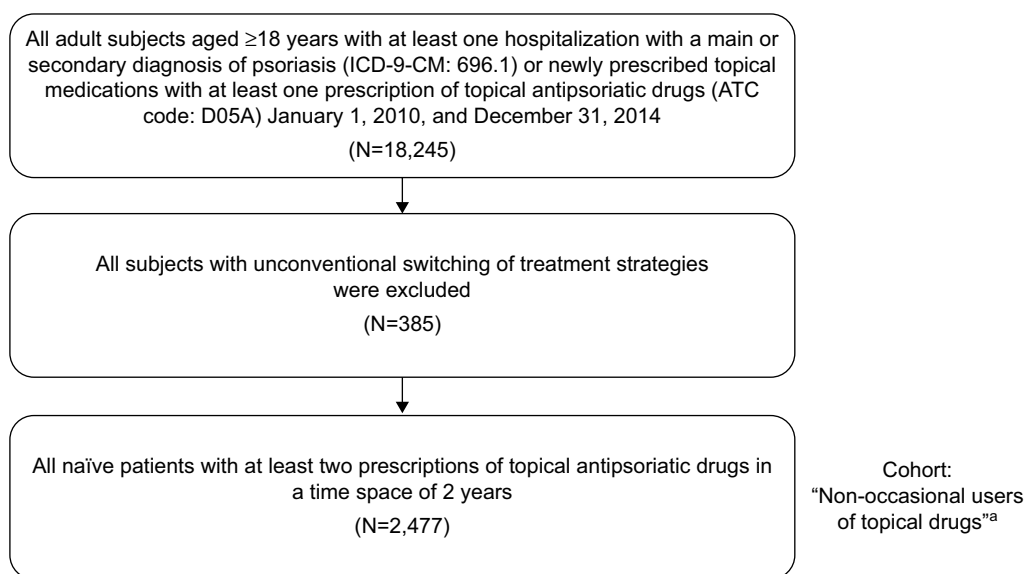 All adult subjects aged ≥18 years with at least one hospitalization with a main or
secondary diagnosis of psoriasis (ICD-9-CM: 696.1) or newly prescribed topical
medications with at least one prescription of topical antipsoriatic drugs (ATC
code: D05A) January 1, 2010, and December 31, 2014
(N=18,245)
All subjects with unconventional switching of treatment strategies
were excluded
(N=385)
All naïve patients with at least two prescriptions of topical antipsoriatic drugs in
a time space of 2 years
(N=2,477)
Cohort:
“Non-occasional users
of topical drugs”a